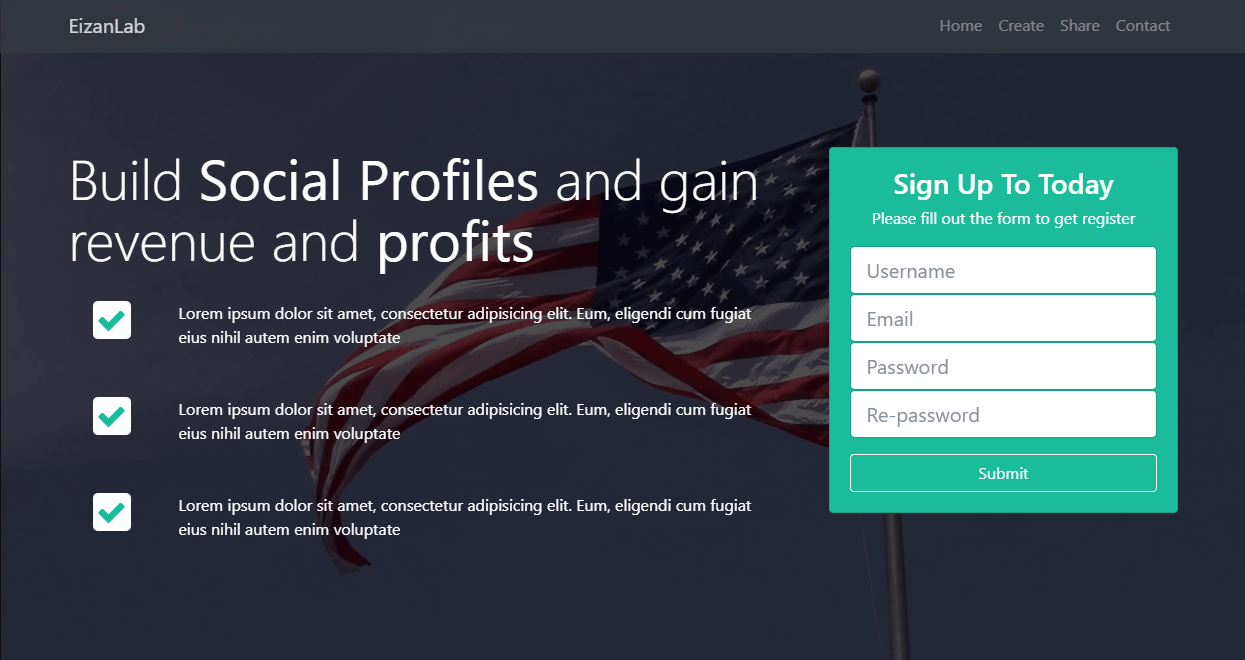 EizanLab
Home Create Share Contact
Build Social Profiles and gain
revenue and profits
Lorem ipsum dolor sit amet, consectetur adipisicing elit. Eum, eligendi cum fugiat
eius nihil autem enim voluptate
Lorem ipsum dolor sit amet, consectetur adipisicing elit. Eum, eligendi cum fugiat
eius nihil autem enim voluptate
Lorem ipsum dolor sit amet, consectetur adipisicing elit. Eum, eligendi cum fugiat
eius nihil autem enim voluptate
Sign Up To Today
Please fill out the form to get register
Username
Email
Password
Re-password
Submit